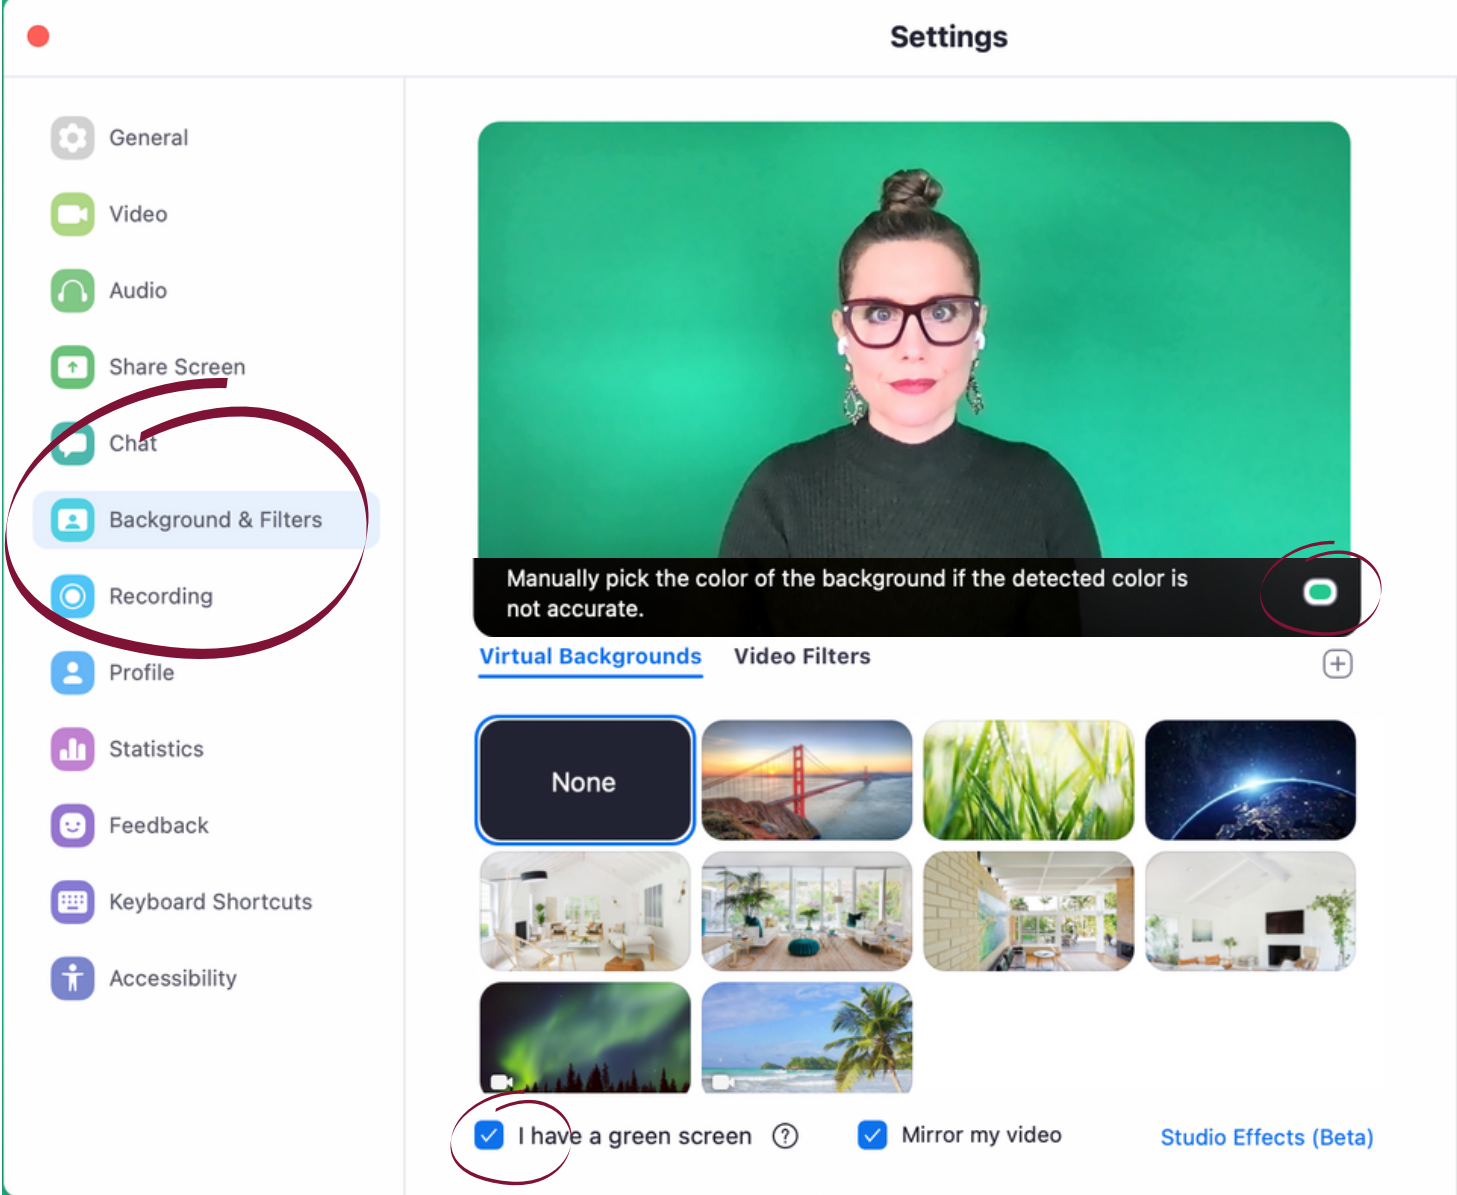 Settings
General
Video
Audio
Share Screen
Chat
Background & Filters
Recording
Profile
Statistics
Feedback
Keyboard Shortcuts
Accessibility
Manually pick the color of the background if the detected color is
not accurate.
Virtual Backgrounds Video Filters
None
I have a green screen ? Mirror my video Studio Effects (Beta)